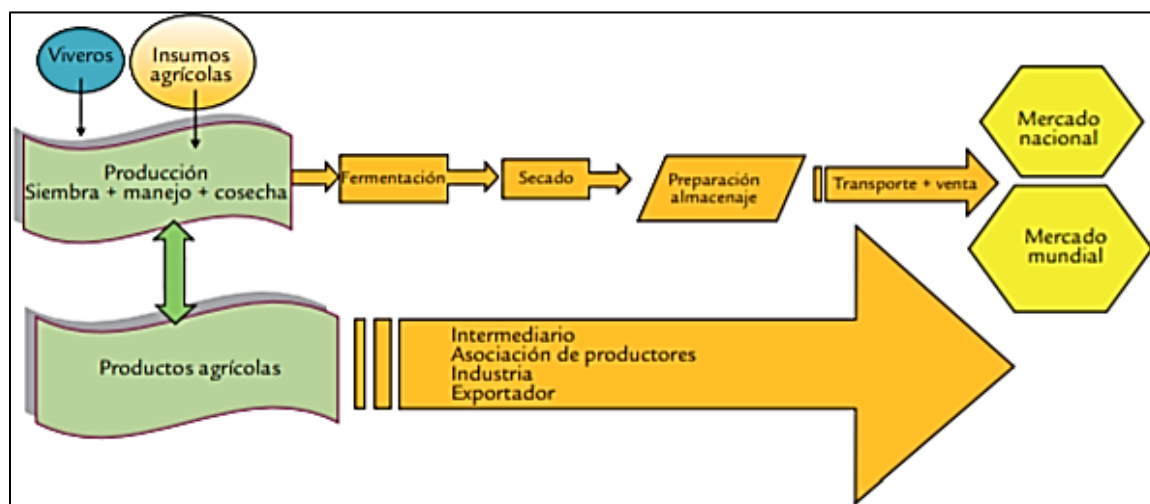 Viveros
Insumos
agrícolas
Producción
Siembra + manejo + cosecha
Fermentación
Secado
Preparación
almacenaje
Transporte + venta
Mercado
nacional
Mercado
mundial
Productos agrícolas
Intermediario
Asociación de productores
Industria
Exportador